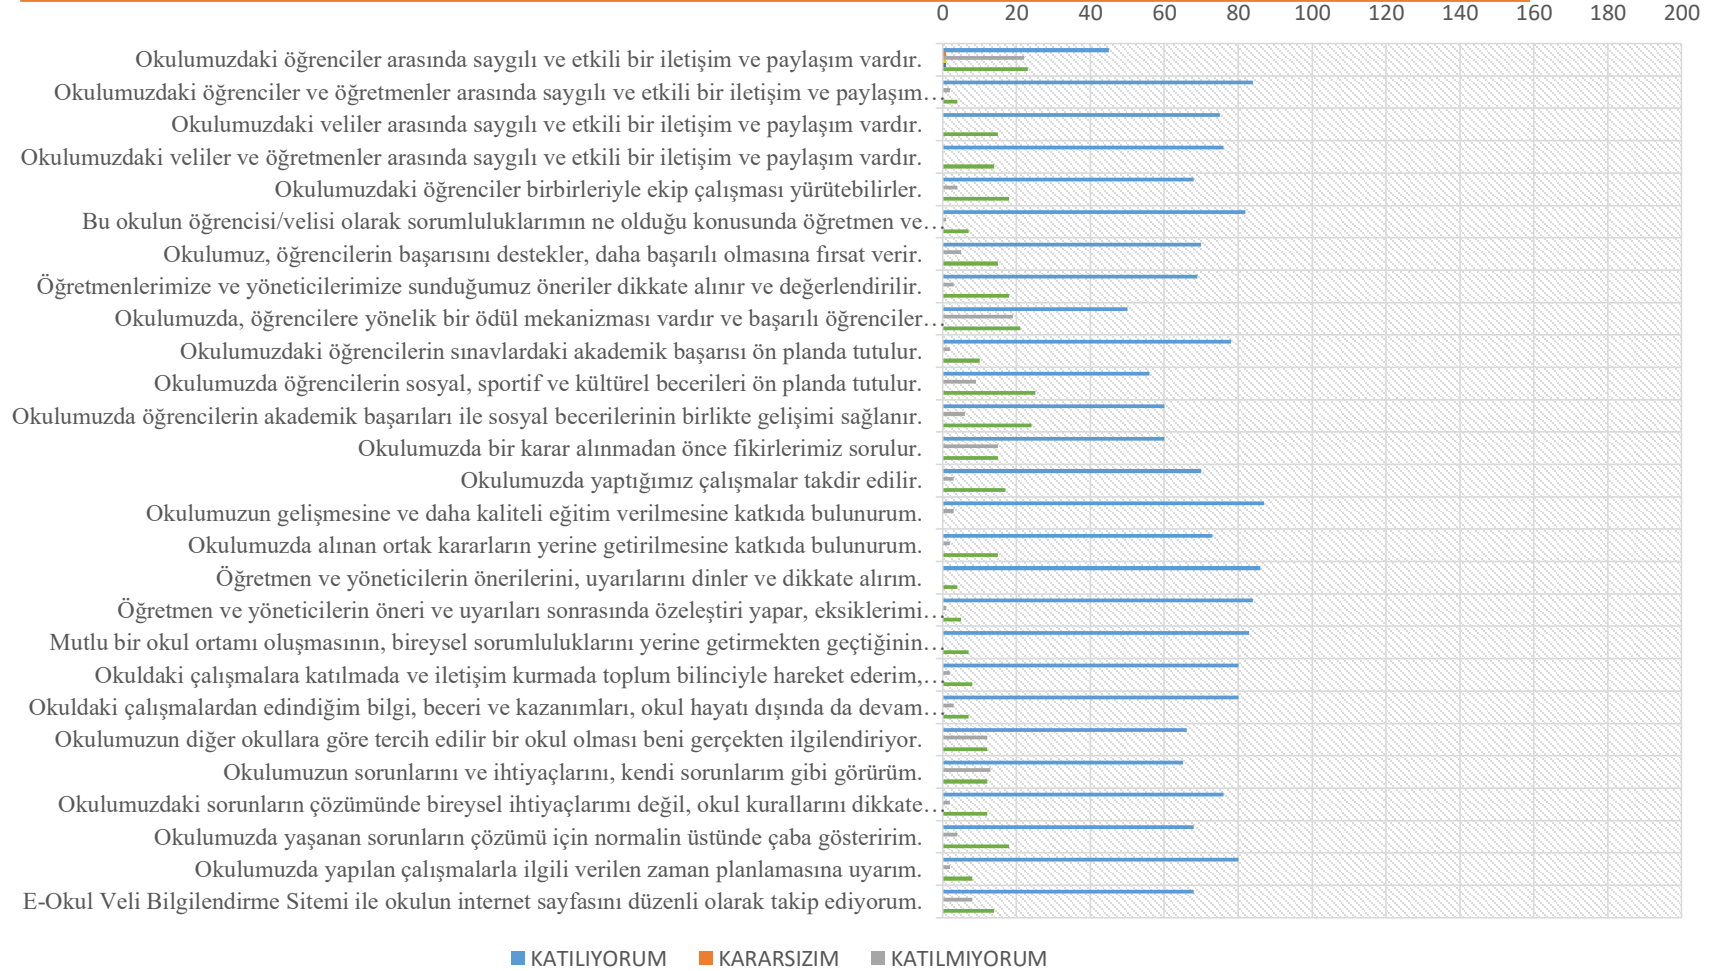 0 20 40 60 80 100 120 140 160 180 200
Okulumuzdaki öğrenciler arasında saygılı ve etkili bir iletişim ve paylaşım vardır.
Okulumuzdaki öğrenciler ve öğretmenler arasında saygılı ve etkili bir iletişim ve paylaşım…
Okulumuzdaki veliler arasında saygılı ve etkili bir iletişim ve paylaşım vardır.
Okulumuzdaki veliler ve öğretmenler arasında saygılı ve etkili bir iletişim ve paylaşım vardır.
Okulumuzdaki öğrenciler birbirleriyle ekip çalışması yürütebilirler.
Bu okulun öğrencisi/velisi olarak sorumluluklarımın ne olduğu konusunda öğretmen ve…
Okulumuz, öğrencilerin başarısını destekler, daha başarılı olmasına fırsat verir.
Öğretmenlerimize ve yöneticilerimize sunduğumuz öneriler dikkate alınır ve değerlendirilir.
Okulumuzda, öğrencilere yönelik bir ödül mekanizması vardır ve başarılı öğrenciler…
Okulumuzdaki öğrencilerin sınavlardaki akademik başarısı ön planda tutulur.
Okulumuzda öğrencilerin sosyal, sportif ve kültürel becerileri ön planda tutulur.
Okulumuzda öğrencilerin akademik başarıları ile sosyal becerilerinin birlikte gelişimi sağlanır.
Okulumuzda bir karar alınmadan önce fikirlerimiz sorulur.
Okulumuzda yaptığımız çalışmalar takdir edilir.
Okulumuzun gelişmesine ve daha kaliteli eğitim verilmesine katkıda bulunurum.
Okulumuzda alınan ortak kararların yerine getirilmesine katkıda bulunurum.
Öğretmen ve yöneticilerin önerilerini, uyarılarını dinler ve dikkate alırım.
Öğretmen ve yöneticilerin öneri ve uyarıları sonrasında özeleştiri yapar, eksiklerimi…
Mutlu bir okul ortamı oluşmasının, bireysel sorumluluklarını yerine getirmekten geçtiğinin…
Okuldaki çalışmalara katılmada ve iletişim kurmada toplum bilinciyle hareket ederim,…
Okuldaki çalışmalardan edindiğim bilgi, beceri ve kazanımları, okul hayatı dışında da devam…
Okulumuzun diğer okullara göre tercih edilir bir okul olması beni gerçekten ilgilendiriyor.
Okulumuzun sorunlarını ve ihtiyaçlarını, kendi sorunlarım gibi görürüm.
Okulumuzdaki sorunların çözümünde bireysel ihtiyaçlarımı değil, okul kurallarını dikkate…
Okulumuzda yaşanan sorunların çözümü için normalin üstünde çaba gösteririm.
Okulumuzda yapılan çalışmalarla ilgili verilen zaman planlamasına uyarım.
E-Okul Veli Bilgilendirme Sitemi ile okulun internet sayfasını düzenli olarak takip ediyorum.
KATILIYORUM KARARSIZIM KATILMIYORUM